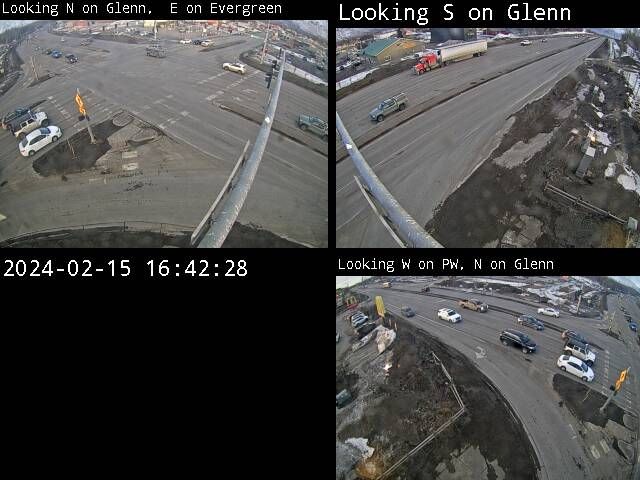 Looking N on Glenn,  E on Evergreen
Looking S on Glenn
2024-02-15 16:42:28
Looking W on PW, N on Glenn